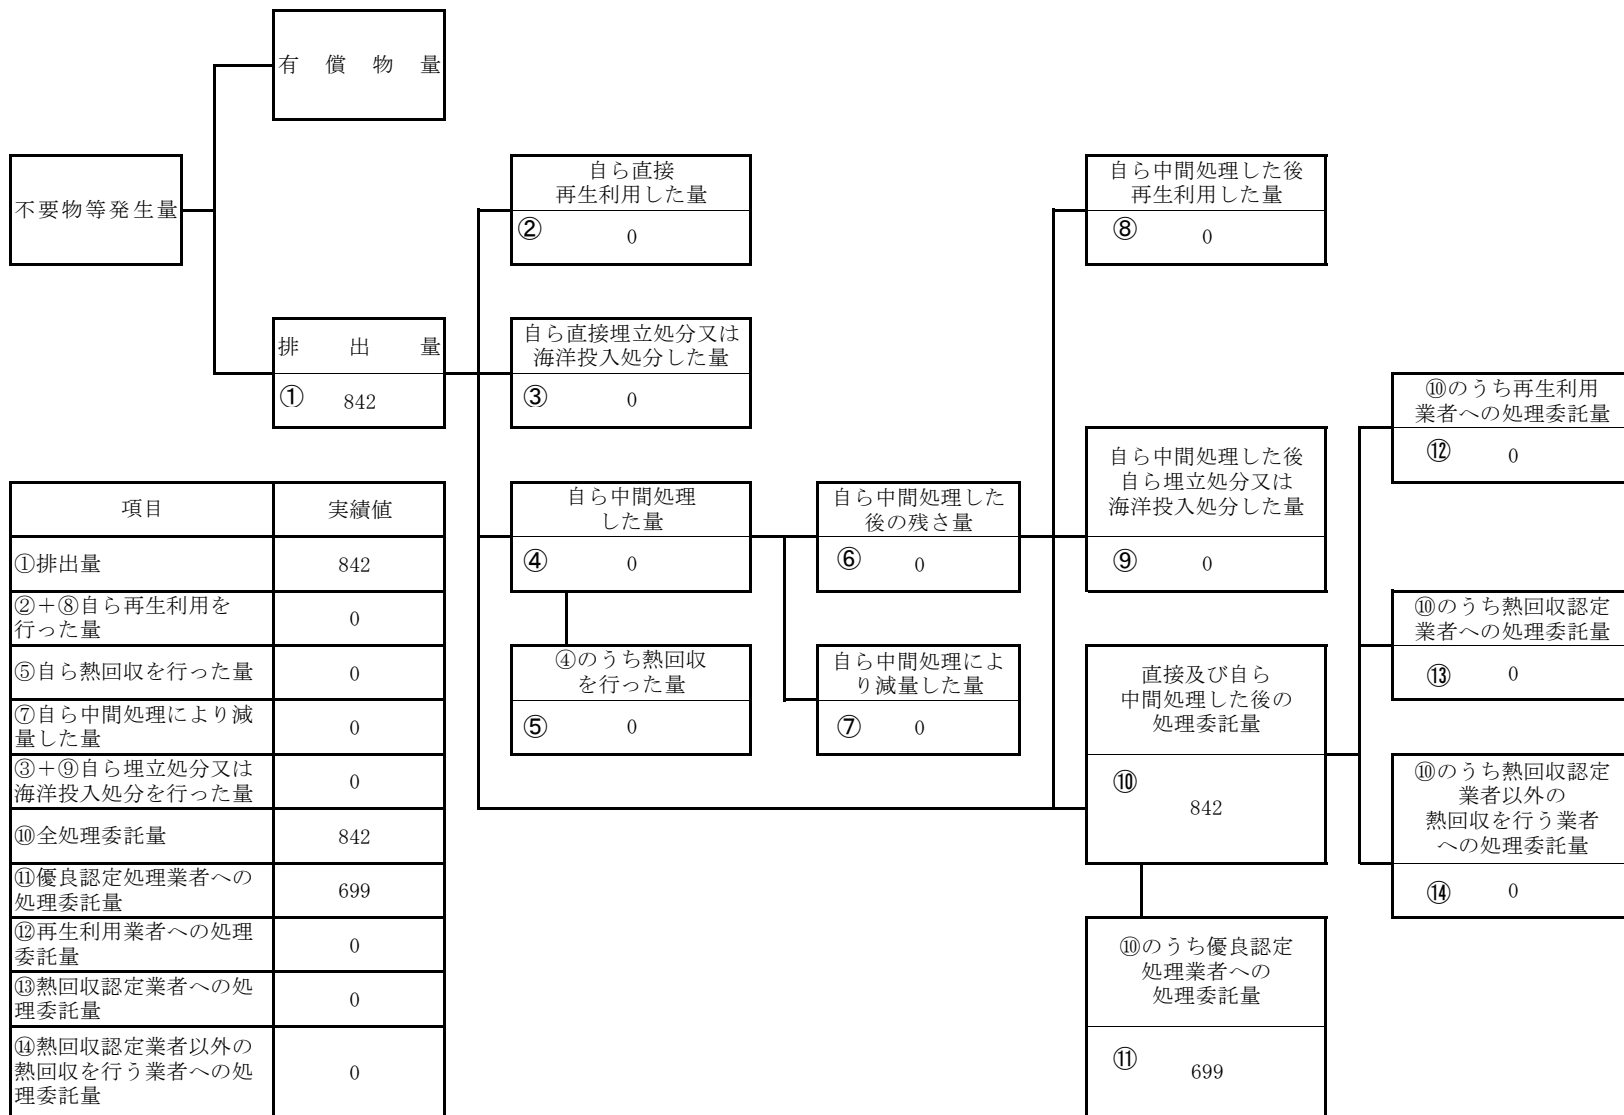 有償物量
不要物等発生量
排出量
① 842
自ら直接
再生利用した量
② 0
自ら直接埋立処分又は
海洋投入処分した量
③ 0
自ら中間処理
した量
④ 0
④のうち熱回収
を行った量
⑤ 0
自ら中間処理した
後の残さ量
⑥ 0
自ら中間処理によ
り減量した量
⑦ 0
自ら中間処理した後
再生利用した量
⑧ 0
自ら中間処理した後
自ら埋立処分又は
海洋投入処分した量
⑨ 0
直接及び自ら
中間処理した後の
処理委託量
⑩
842
⑩のうち優良認定
処理業者への
処理委託量
⑪
699
⑩のうち再生利用
業者への処理委託量
⑫ 0
⑩のうち熱回収認定
業者への処理委託量
⑬ 0
⑩のうち熱回収認定
業者以外の
熱回収を行う業者
への処理委託量
⑭ 0
項目 実績値
①排出量 842
②＋⑧自ら再生利用を
行った量 0
⑤自ら熱回収を行った量 0
⑦自ら中間処理により減
量した量 0
③＋⑨自ら埋立処分又は
海洋投入処分を行った量 0
⑩全処理委託量 842
⑪優良認定処理業者への
処理委託量 699
⑫再生利用業者への処理
委託量 0
⑬熱回収認定業者への処
理委託量 0
⑭熱回収認定業者以外の
熱回収を行う業者への処 0
理委託量